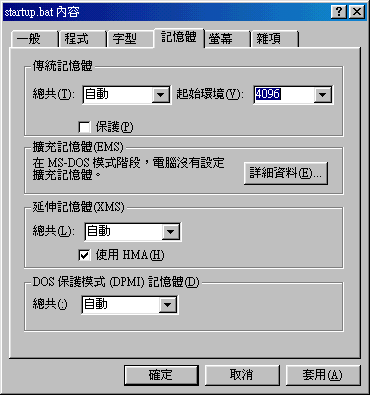 startup.bat 內容
一般 程式 字型 記憶體 螢幕 雜項
傳統記憶體
總共(T): 自動 起始環境(V): 4096
保護(P)
擴充記憶體(EMS)
在 MS-DOS 模式階段，電腦沒有設定
擴充記憶體。
詳細資料(E)...
延伸記憶體(XMS)
總共(L): 自動
使用 HMA(H)
DOS 保護模式 (DPMI) 記憶體(D)
總共(:) 自動
確定 取消 套用(A)